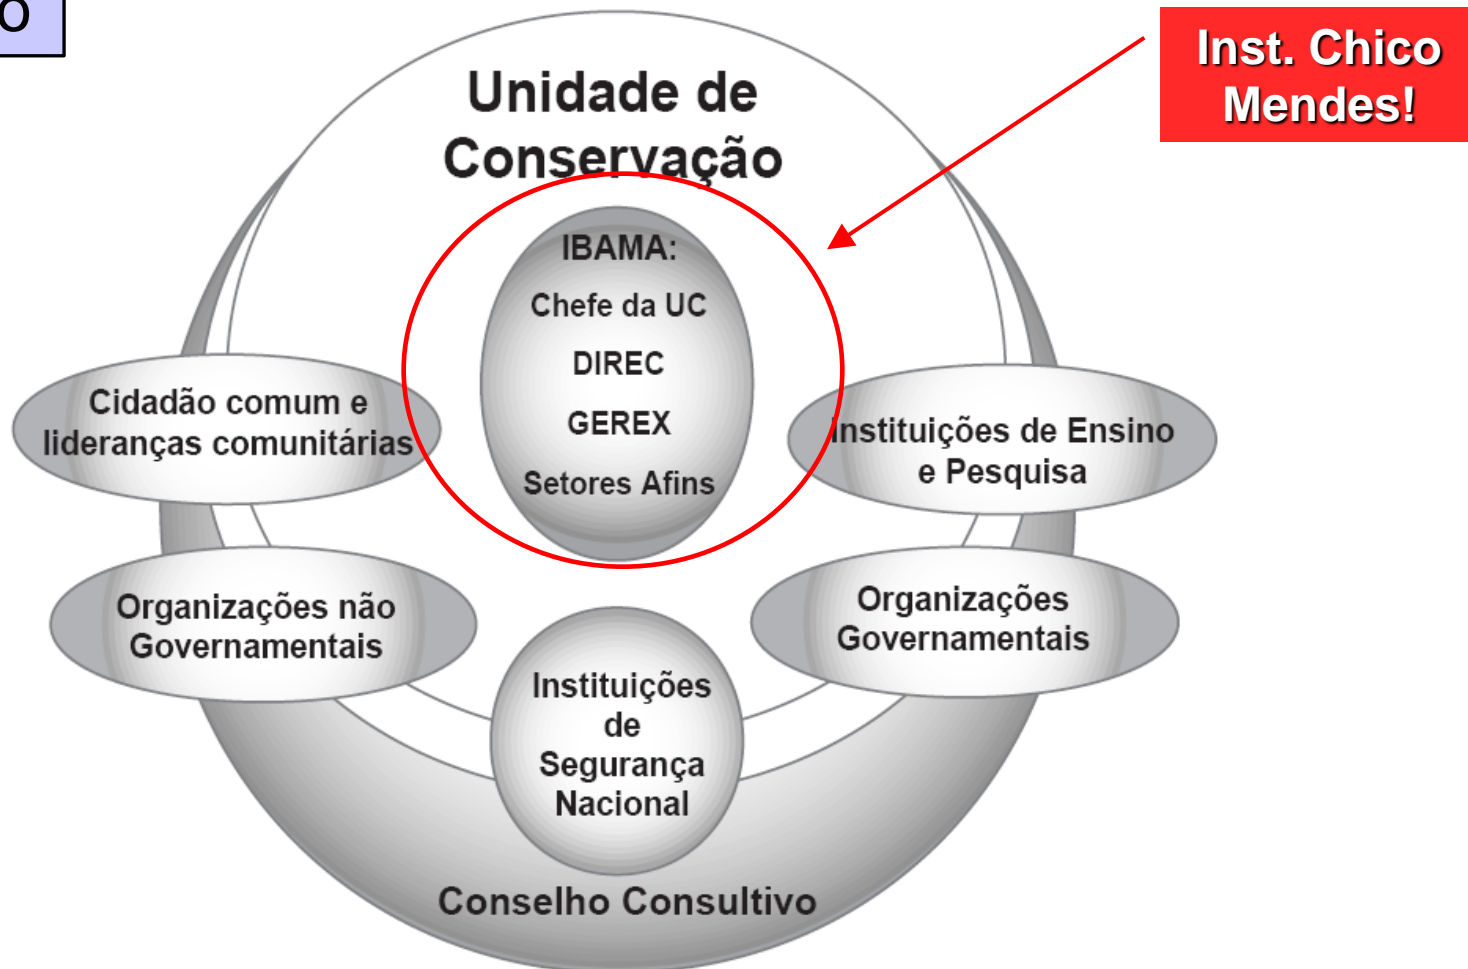 o
Inst. Chico
Mendes!
Unidade de
Conservação
IBAMA:
Chefe da UC
DIREC
GEREX
Setores Afins
Cidadão comum e
lideranças comunitárias
Instituições de Ensino
e Pesquisa
Organizações não
Governamentais
Organizações
Governamentais
Instituições
de
Segurança
Nacional
Conselho Consultivo